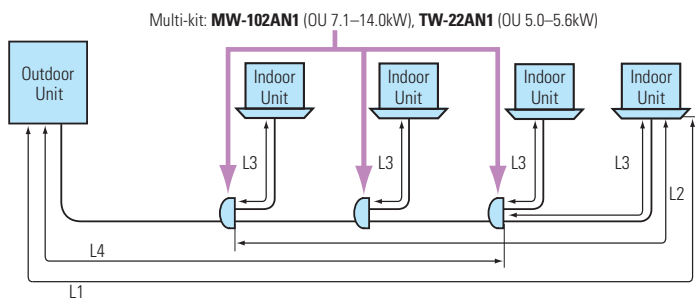 Multi-kit: MW-102AN1 (OU 7.1–14.0kW), TW-22AN1 (OU 5.0–5.6kW)
Outdoor
Unit
Indoor
Unit
Indoor
Unit
Indoor
Unit
Indoor
Unit
L3
L3
L3
L3
L2
L4
L1